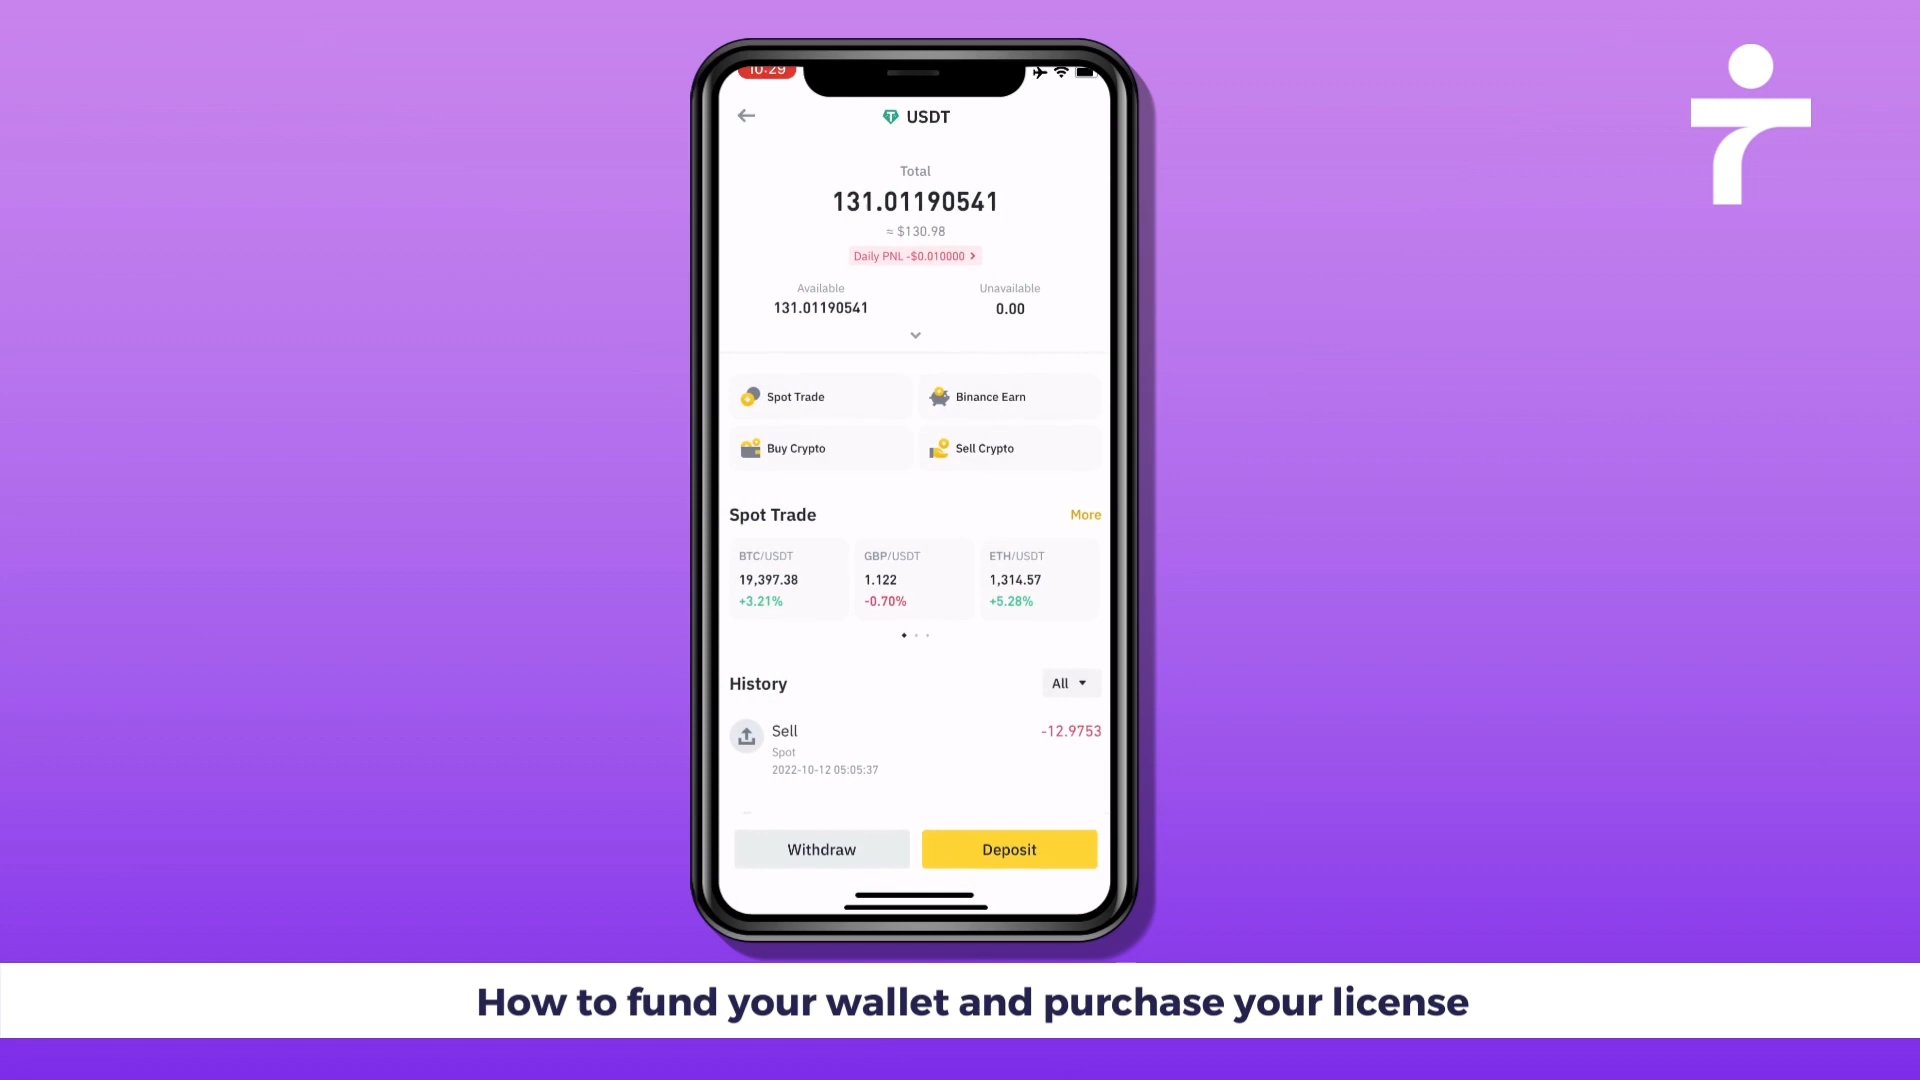 10:29
USDT
Total
131.01190541
≈ $130.98
Daily PNL -$0.010000 >
Available Unavailable
131.01190541 0.00
Spot Trade Binance Earn
Buy Crypto Sell Crypto
Spot Trade More
BTC/USDT GBP/USDT ETH/USDT
19,397.38 1.122 1,314.57
+3.21% -0.70% +5.28%
History All
Sell -12.9753
Spot
2022-10-12 05:05:37
Withdraw Deposit
How to fund your wallet and purchase your license